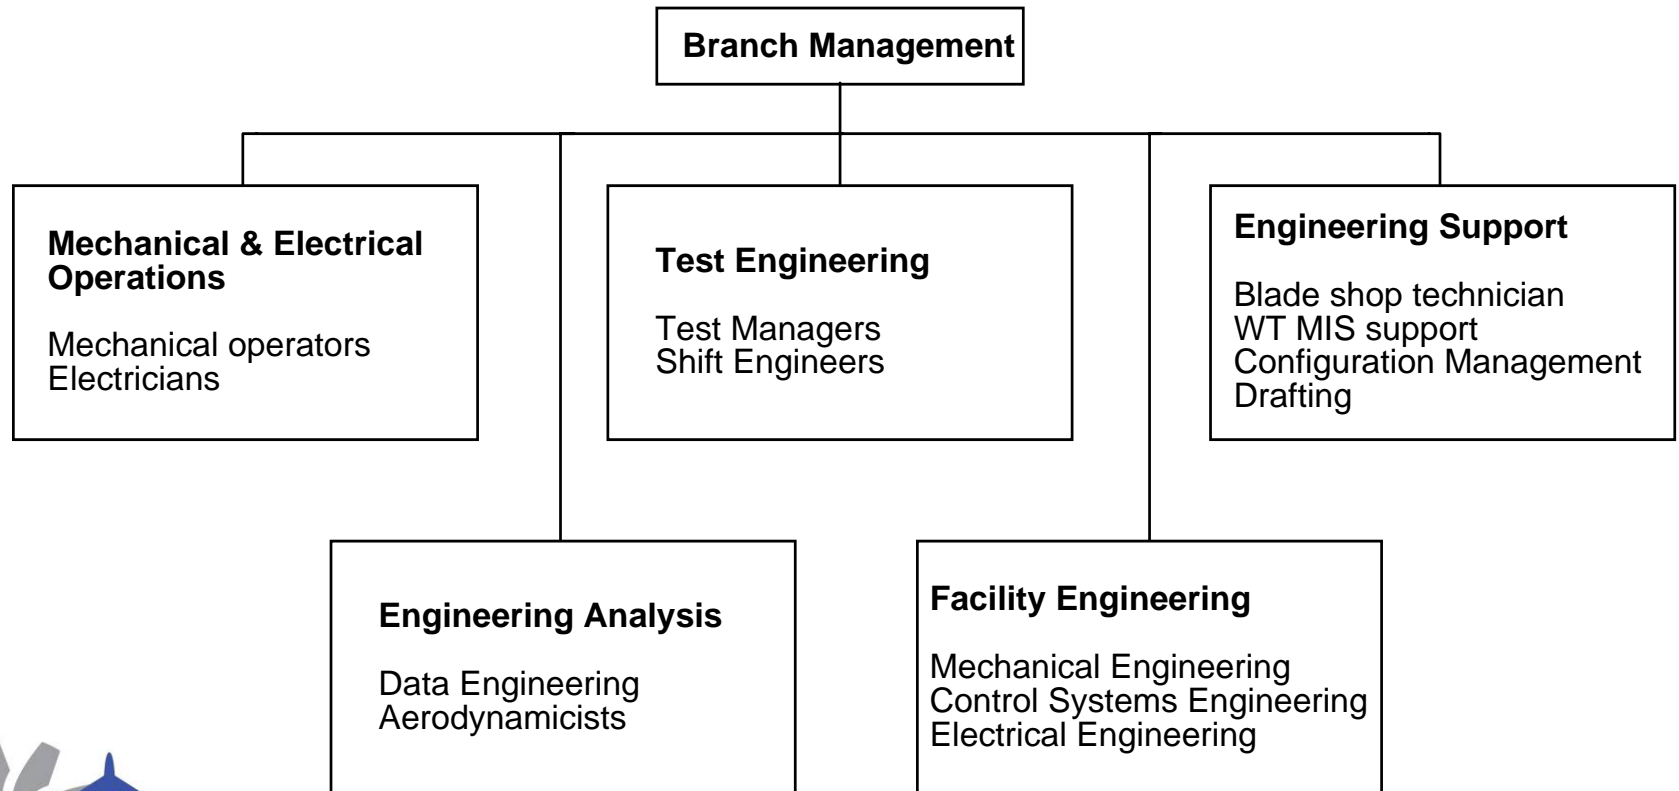 Branch Management
Mechanical & Electrical
Operations
Mechanical operators
Electricians
Test Engineering
Test Managers
Shift Engineers
Engineering Support
Blade shop technician
WT MIS support
Configuration Management
Drafting
Engineering Analysis
Data Engineering
Aerodynamicists
Facility Engineering
Mechanical Engineering
Control Systems Engineering
Electrical Engineering